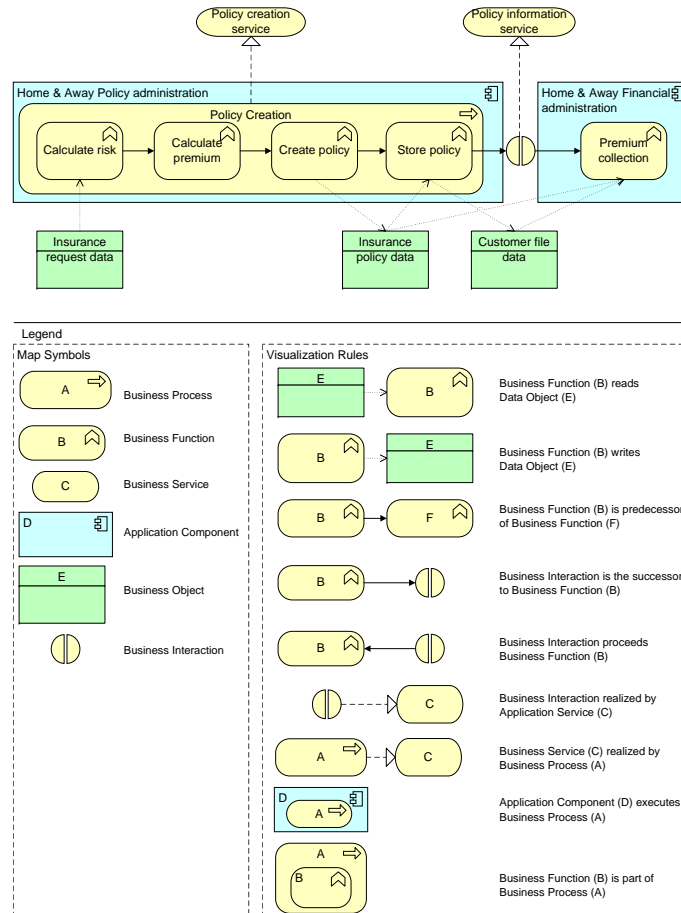 Policy creation
service
Policy information
service
Home & Away Policy administration
Home & Away Financial
administration
Policy Creation
Calculate risk
Calculate
premium
Create policy
Store policy
Premium
collection
Insurance
request data
Insurance
policy data
Customer file
data
Legend
Map Symbols
A
Business Process
B
Business Function
C
Business Service
D
Application Component
E
Business Object
Business Interaction
Visualization Rules
E
B
Business Function (B) reads
Data Object (E)
B
E
Business Function (B) writes
Data Object (E)
B
F
Business Function (B) is predecessor
of Business Function (F)
B
Business Interaction is the successor
to Business Function (B)
B
Business Interaction proceeds
Business Function (B)
C
Business Interaction realized by
Application Service (C)
A
C
Business Service (C) realized by
Business Process (A)
D
A
Application Component (D) executes
Business Process (A)
A
B
Business Function (B) is part of
Business Process (A)